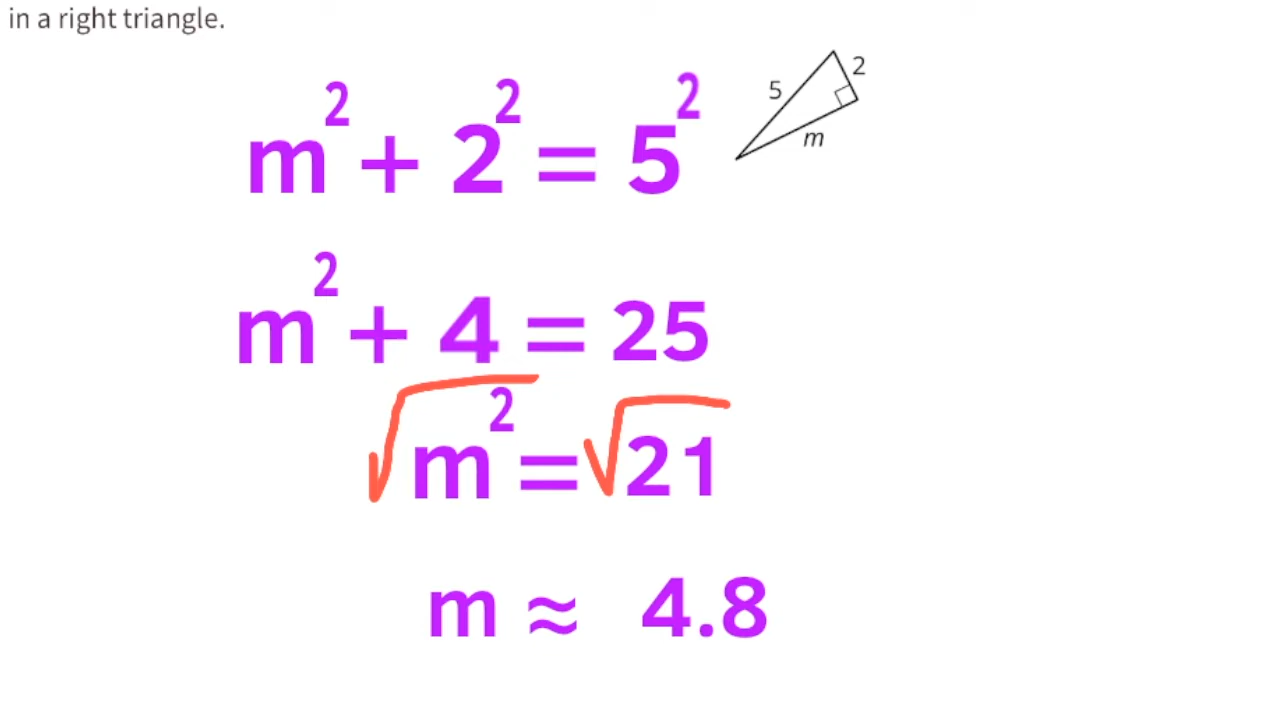 in a right triangle.
m² + 2² = 5²
5
2
m
m² + 4 = 25
√m² = √21
m ≈ 4.8